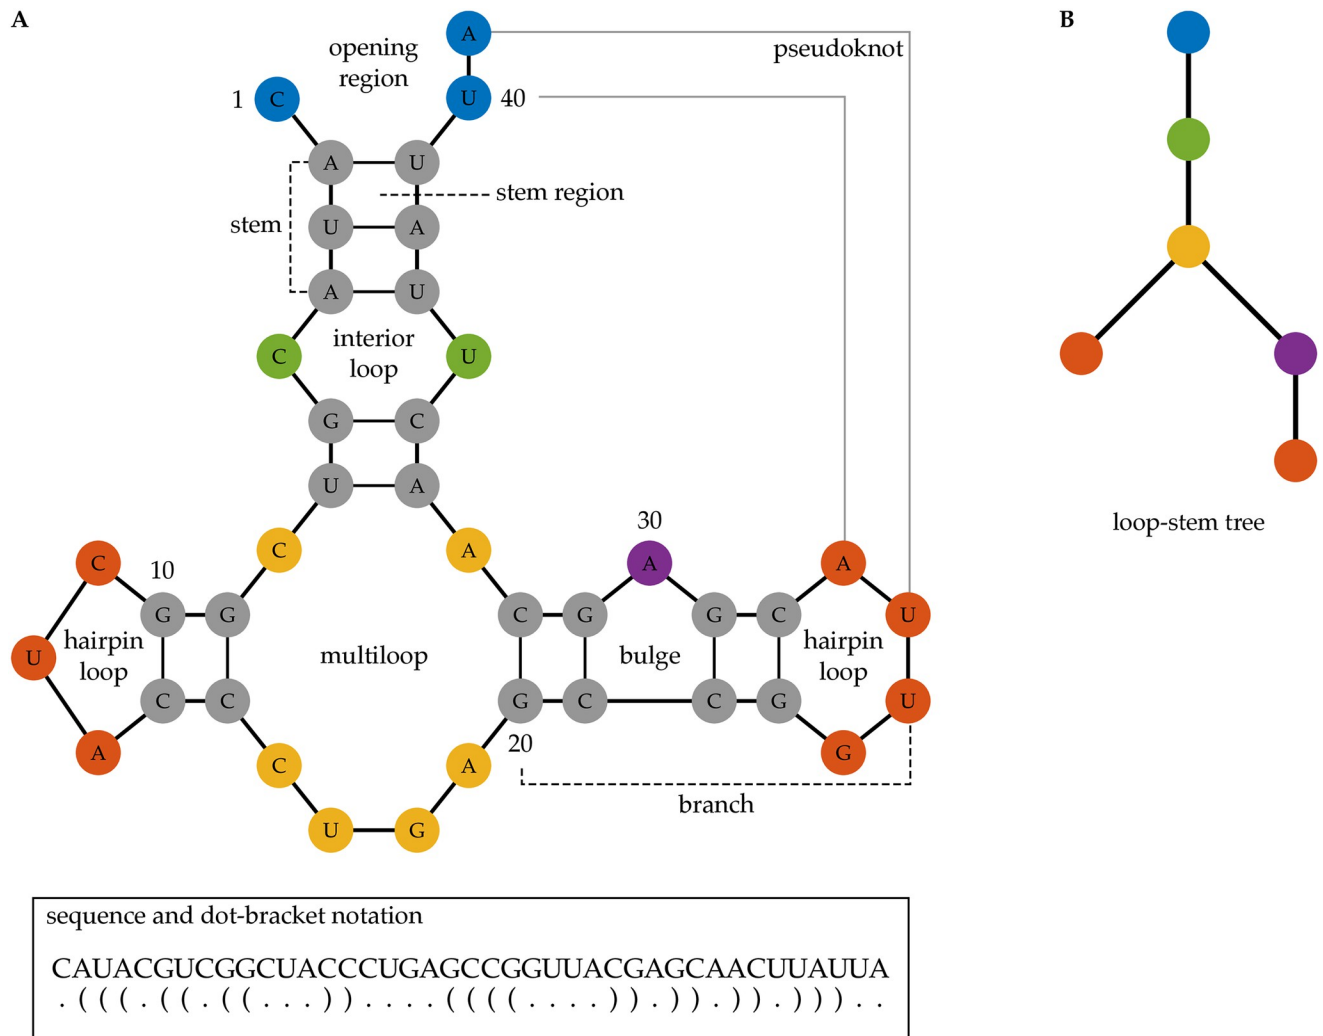 A
B
opening
region
A
pseudoknot
1
C
U
40
A
U
stem region
stem
U
A
A
U
interior
loop
C
U
G
C
U
A
C
A
30
C
10
A
A
G
G
C
G
G
C
U
U
hairpin
loop
multiloop
bulge
hairpin
loop
C
C
G
C
C
G
U
A
C
A
20
G
branch
U
G
loop-stem tree
sequence and dot-bracket notation
CAUACGUCGGCUACCCUGAGCCGGUUACGAGCAACUUAUUA
. ( ( ( . ( ( . ( ( . . . ) ) . . . . ( ( ( ( . . . . ) ) . ) ) . ) ) . ) ) ) . .